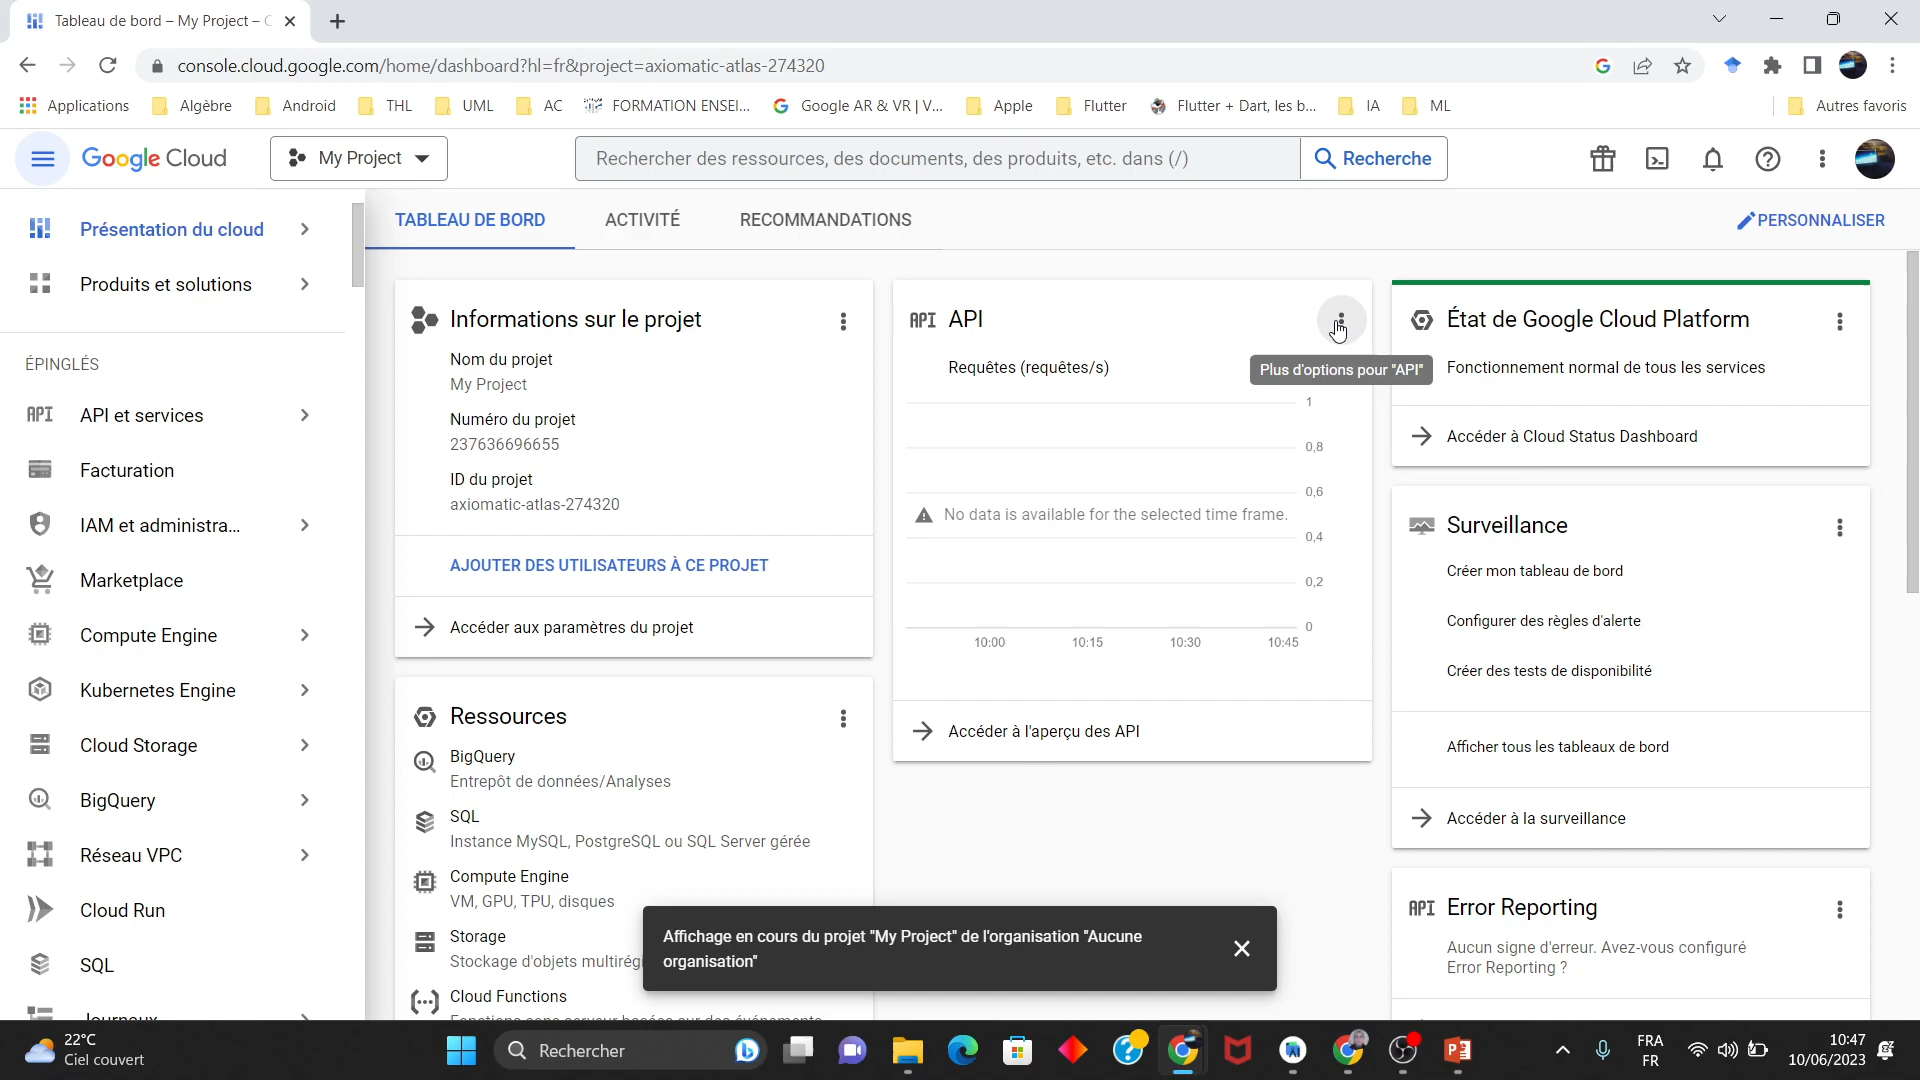 Tableau de bord – My Project –
console.cloud.google.com/home/dashboard?hl=fr&project=axiomatic-atlas-274320
Applications
Algèbre
Android
THL
UML
AC
FORMATION ENSEI...
Google AR & VR | V...
Apple
Flutter
Flutter + Dart, les b...
IA
ML
Autres favoris
Google Cloud
My Project
Rechercher des ressources, des documents, des produits, etc. dans (/)
Recherche
Présentation du cloud
Produits et solutions
ÉPINGLÉS
API et services
Facturation
IAM et administra...
Marketplace
Compute Engine
Kubernetes Engine
Cloud Storage
BigQuery
Réseau VPC
Cloud Run
SQL
Journaux
TABLEAU DE BORD
ACTIVITÉ
RECOMMANDATIONS
PERSONNALISER
Informations sur le projet
Nom du projet
My Project
Numéro du projet
237636696655
ID du projet
axiomatic-atlas-274320
AJOUTER DES UTILISATEURS À CE PROJET
Accéder aux paramètres du projet
Ressources
BigQuery
Entrepôt de données/Analyses
SQL
Instance MySQL, PostgreSQL ou SQL Server gérée
Compute Engine
VM, GPU, TPU, disques
Storage
Stockage d'objets multirégi
Cloud Functions
API API
Requêtes (requêtes/s)
Plus d'options pour "API"
1
0,8
0,6
No data is available for the selected time frame.
0,4
0,2
0
10:00
10:15
10:30
10:45
Accéder à l'aperçu des API
État de Google Cloud Platform
Fonctionnement normal de tous les services
Accéder à Cloud Status Dashboard
Surveillance
Créer mon tableau de bord
Configurer des règles d'alerte
Créer des tests de disponibilité
Afficher tous les tableaux de bord
Accéder à la surveillance
API Error Reporting
Aucun signe d'erreur. Avez-vous configuré
Error Reporting ?
Affichage en cours du projet "My Project" de l'organisation "Aucune
organisation"
22°C
Ciel couvert
Rechercher
FRA
FR
10:47
10/06/2023